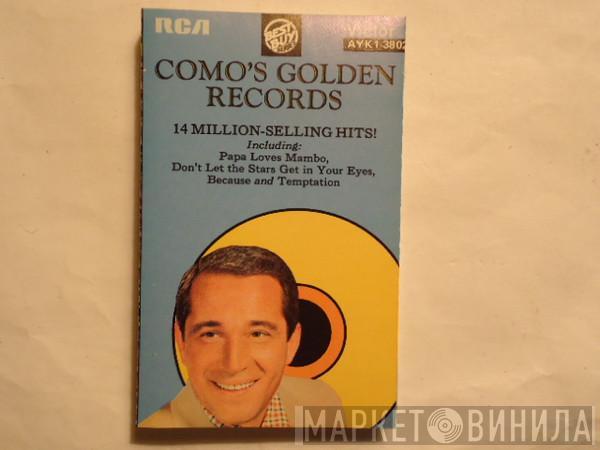 RCA
BEST BUY
Victor
AYK1-3802
COMO'S GOLDEN
RECORDS
14 MILLION-SELLING HITS!
Including:
Papa Loves Mambo,
Don't Let the Stars Get in Your Eyes,
Because and Temptation
МАРКЕТ ВИНИЛА